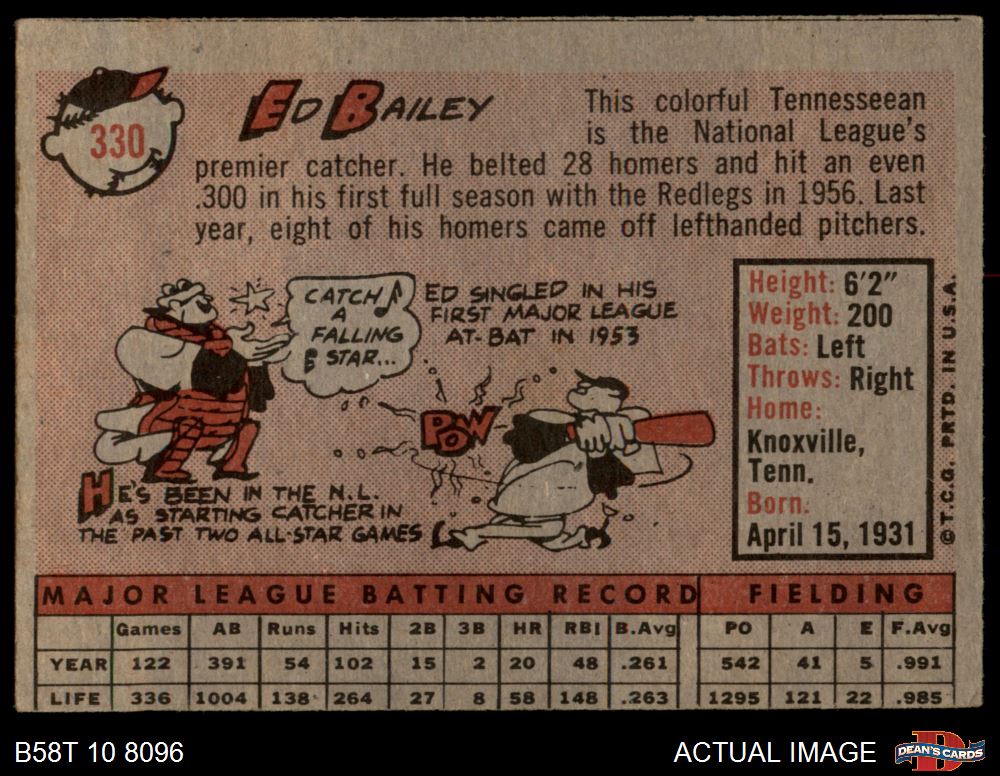 330
ED BAILEY
This colorful Tennesseean
is the National League's
premier catcher. He belted 28 homers and hit an even
.300 in his first full season with the Redlegs in 1956. Last
year, eight of his homers came off lefthanded pitchers.
CATCH
A
FALLING
STAR...
ED SINGLED IN HIS
FIRST MAJOR LEAGUE
AT-BAT IN 1953
POW
HE'S BEEN IN THE N.L.
AS STARTING CATCHER IN
THE PAST TWO ALL-STAR GAMES
Height: 6'2"
Weight: 200
Bats: Left
Throws: Right
Home:
Knoxville,
Tenn.
Born:
April 15, 1931
©T.C.G. PRTD. IN U.S.A.
MAJOR LEAGUE BATTING RECORD FIELDING
Games AB Runs Hits 2B 3B HR RBI B.Avg PO A E F.Avg
YEAR 122 391 54 102 15 2 20 48 .261 542 41 5 .991
LIFE 336 1004 138 264 27 8 58 148 .263 1295 121 22 .985
B58T 10 8096
ACTUAL IMAGE
DEAN'S CARDS